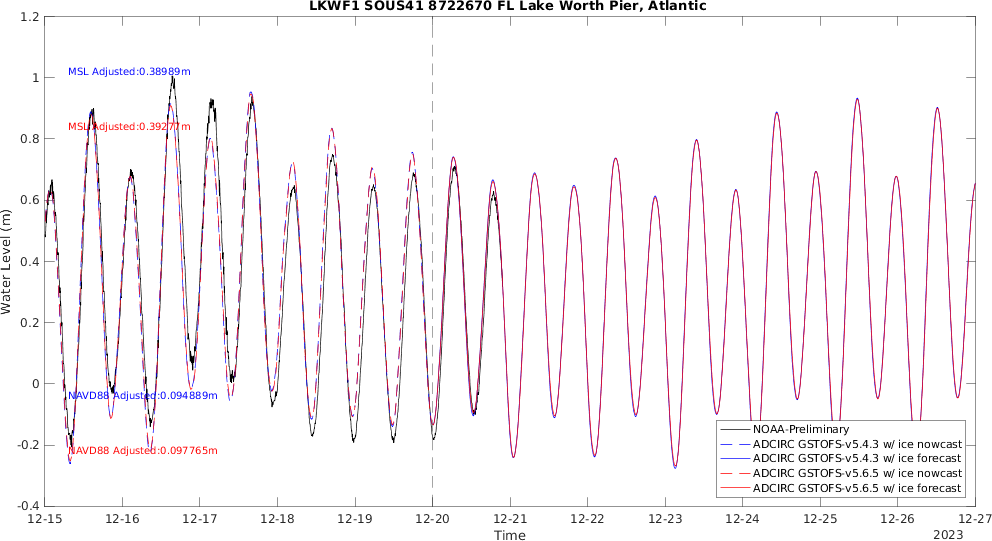 LKWF1 SOUS41 8722670 FL Lake Worth Pier, Atlantic
1.2
1
0.8
0.6
0.4
0.2
0
-0.2
-0.4
Water Level (m)
MSL Adjusted:0.38989m
MSL Adjusted:0.39277m
NAVD88 Adjusted:0.094889m
NAVD88 Adjusted:0.097765m
NOAA-Preliminary
ADCIRC GSTOFS-v5.4.3 w/ ice nowcast
ADCIRC GSTOFS-v5.4.3 w/ ice forecast
ADCIRC GSTOFS-v5.6.5 w/ ice nowcast
ADCIRC GSTOFS-v5.6.5 w/ ice forecast
12-15 12-16 12-17 12-18 12-19 12-20 12-21 12-22 12-23 12-24 12-25 12-26 12-27
Time
2023